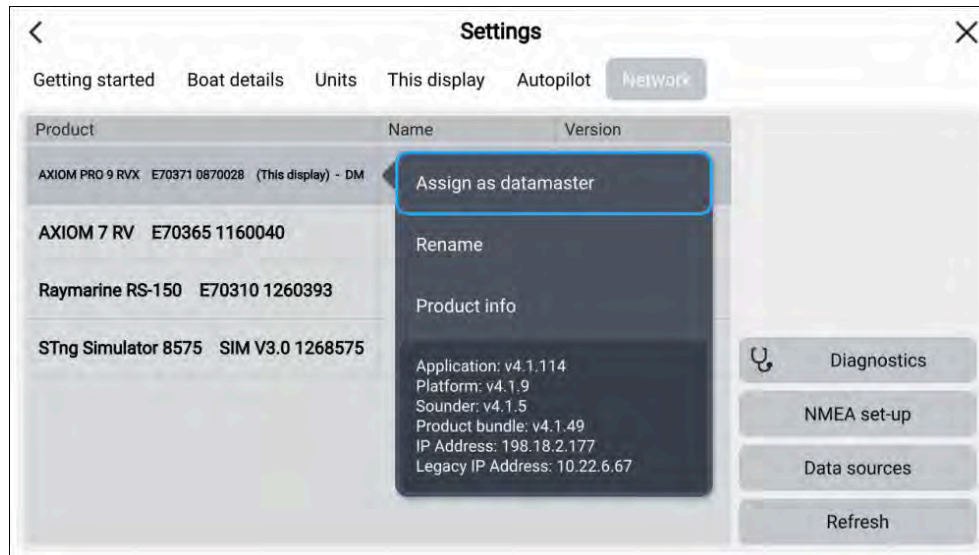 Settings
Getting started Boat details Units This display Autopilot Network
Product Name Version
AXIOM PRO 9 RVX E70371 0870028 (This display) - DM
Assign as datamaster
AXIOM 7 RV E70365 1160040
Rename
Raymarine RS-150 E70310 1260393
Product info
STng Simulator 8575 SIM V3.0 1268575
Application: v4.1.114
Platform: v4.1.9
Sounder: v4.1.5
Product bundle: v4.1.49
IP Address: 198.18.2.177
Legacy IP Address: 10.22.6.67
Diagnostics
NMEA set-up
Data sources
Refresh